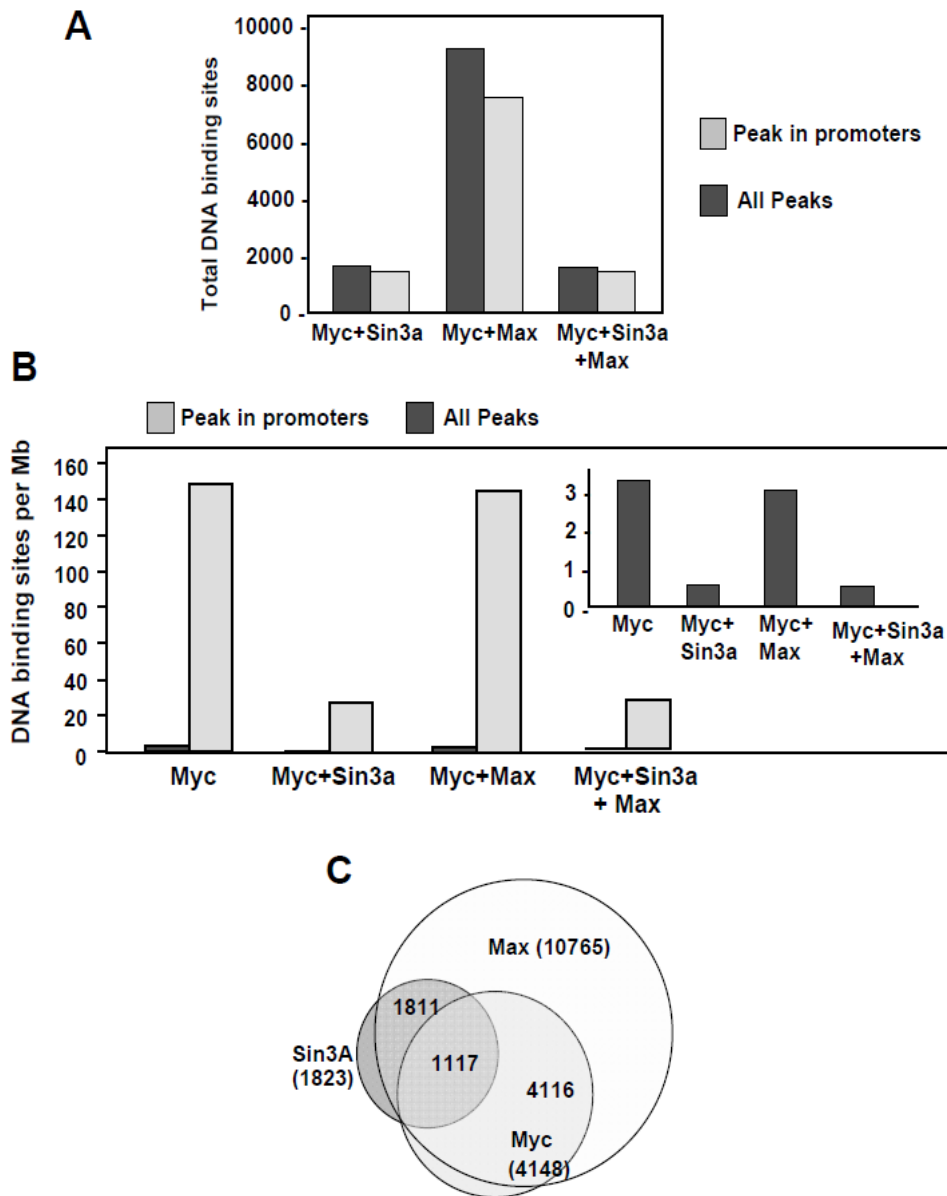 A
Total DNA binding sites
10000 -
8000 -
6000 -
4000 -
2000 -
0 -
Myc+Sin3a
Myc+Max
Myc+Sin3a
+Max
Peak in promoters
All Peaks
B
Peak in promoters
All Peaks
DNA binding sites per Mb
160
140
120
100
80
60
40
20
0
Myc
Myc+Sin3a
Myc+Max
Myc+Sin3a
+ Max
3
2
1
0 -
Myc
Myc+
Sin3a
Myc+
Max
Myc+Sin3a
+Max
C
Max (10765)
1811
Sin3A
(1823)
1117
4116
Myc
(4148)